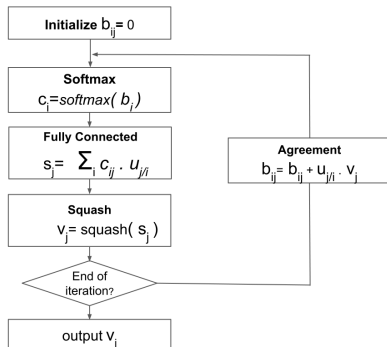 Initialize b_ij= 0
Softmax
c_i=softmax( b_i )
Fully Connected
s_j= ∑_i c_ij . u_j/i
Squash
v_j= squash( s_j )
End of
iteration?
output v_j
Agreement
b_ij= b_ij + u_j/i . v_j